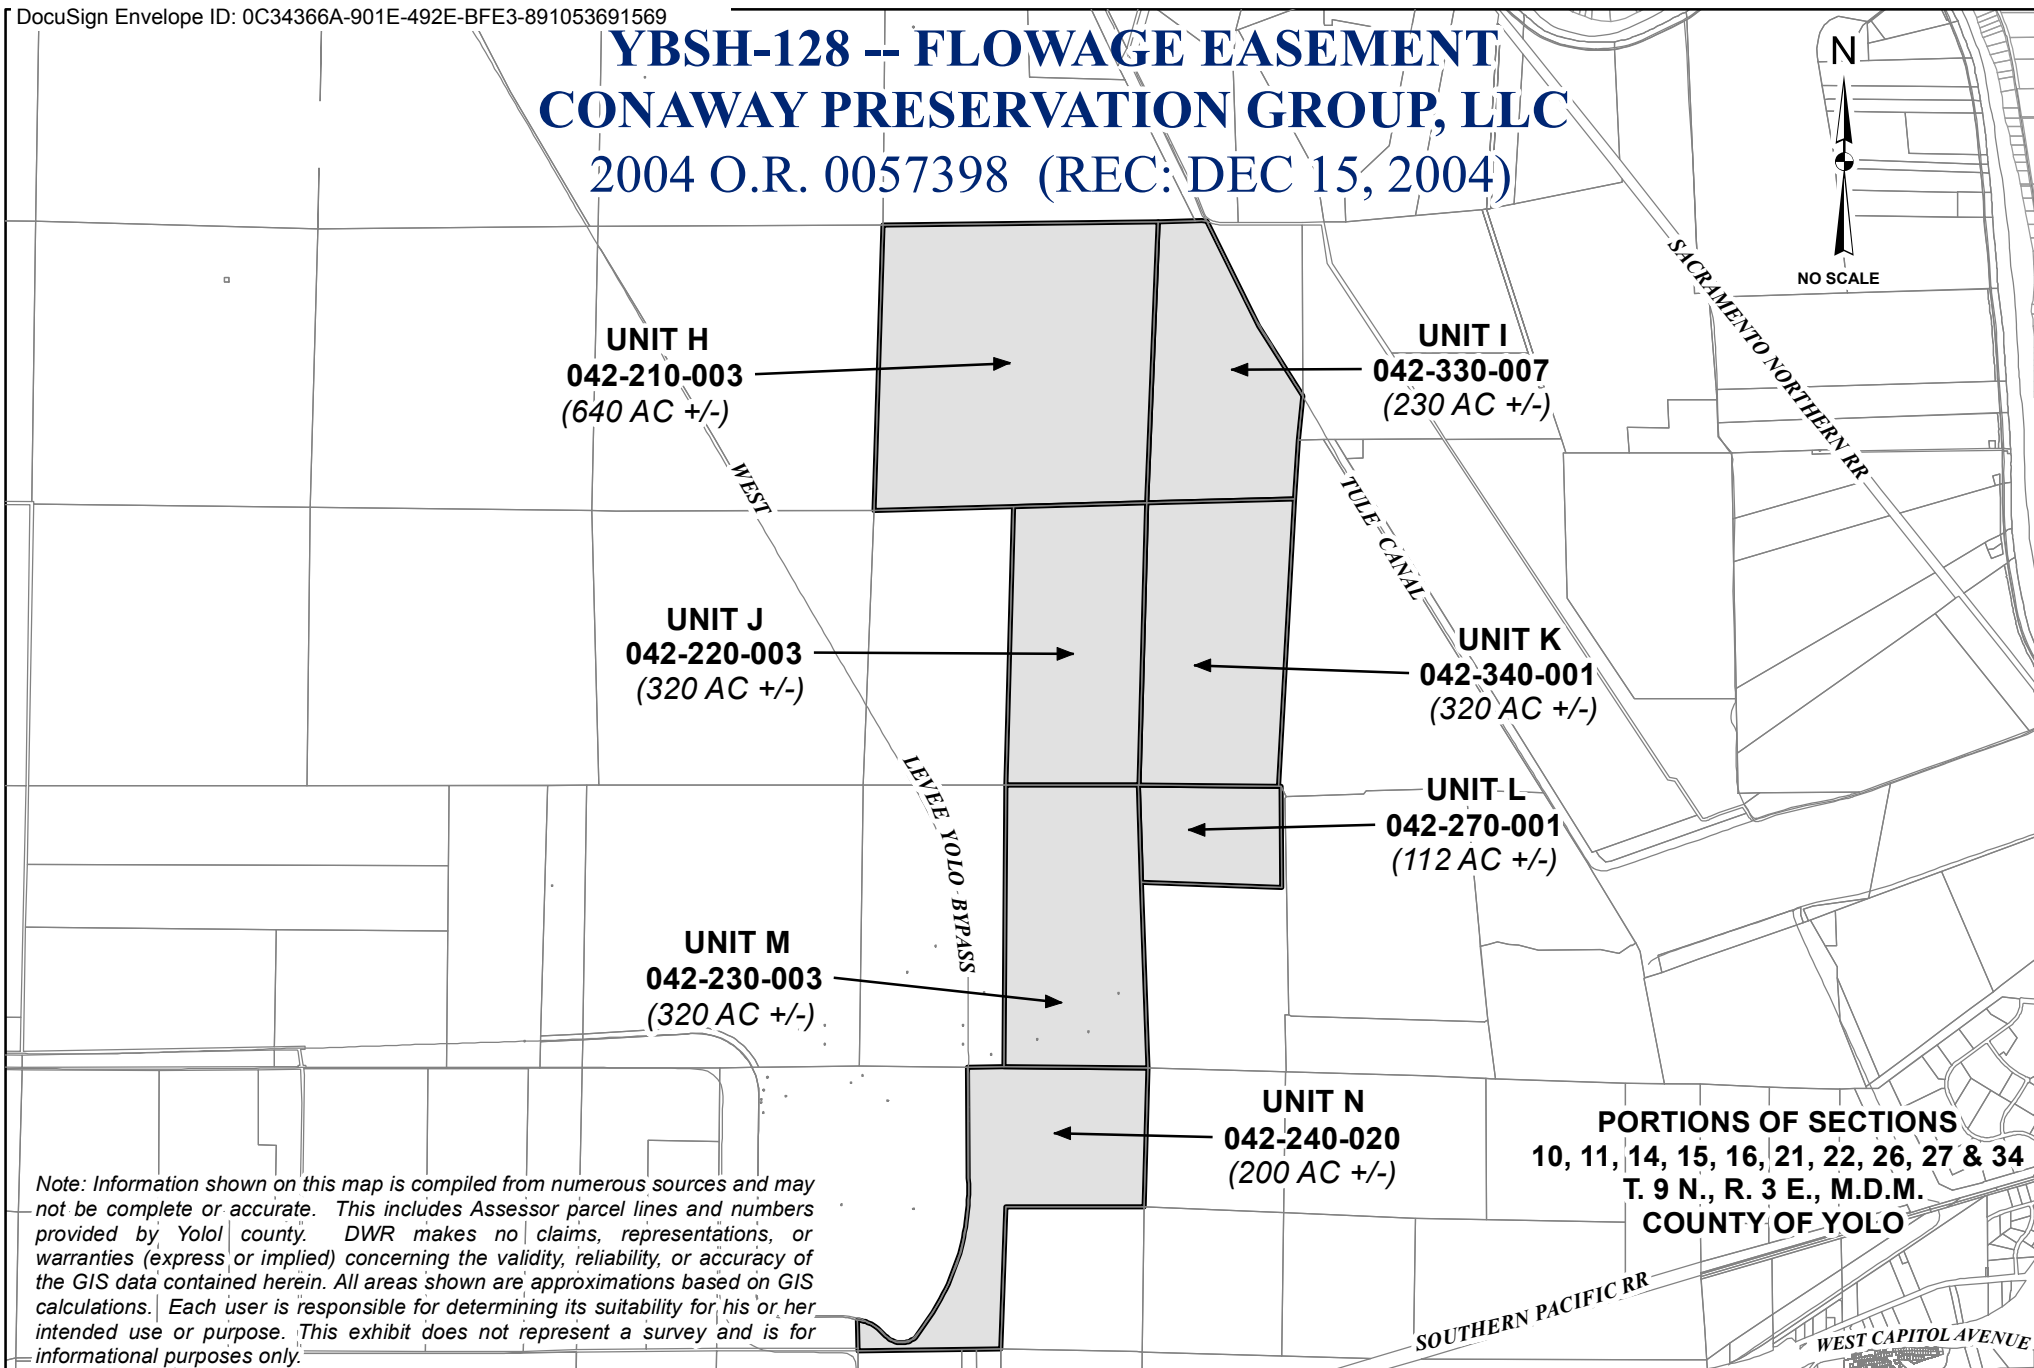 DocuSign Envelope ID: 0C34366A-901E-492E-BFE3-891053691569
YBSH-128 -- FLOWAGE EASEMENT
CONAWAY PRESERVATION GROUP, LLC
2004 O.R. 0057398 (REC: DEC 15, 2004)
N
NO SCALE
SACRAMENTO NORTHERN RR
UNIT H
042-210-003
(640 AC +/-)
UNIT I
042-330-007
(230 AC +/-)
WEST
TULE CANAL
UNIT J
042-220-003
(320 AC +/-)
UNIT K
042-340-001
(320 AC +/-)
LEVEE YOLO BYPASS
UNIT L
042-270-001
(112 AC +/-)
UNIT M
042-230-003
(320 AC +/-)
UNIT N
042-240-020
(200 AC +/-)
PORTIONS OF SECTIONS
10, 11, 14, 15, 16, 21, 22, 26, 27 & 34
T. 9 N., R. 3 E., M.D.M.
COUNTY OF YOLO
Note: Information shown on this map is compiled from numerous sources and may
not be complete or accurate. This includes Assessor parcel lines and numbers
provided by Yolol county. DWR makes no claims, representations, or
warranties (express or implied) concerning the validity, reliability, or accuracy of
the GIS data contained herein. All areas shown are approximations based on GIS
calculations. Each user is responsible for determining its suitability for his or her
intended use or purpose. This exhibit does not represent a survey and is for
informational purposes only.
SOUTHERN PACIFIC RR
WEST CAPITOL AVENUE